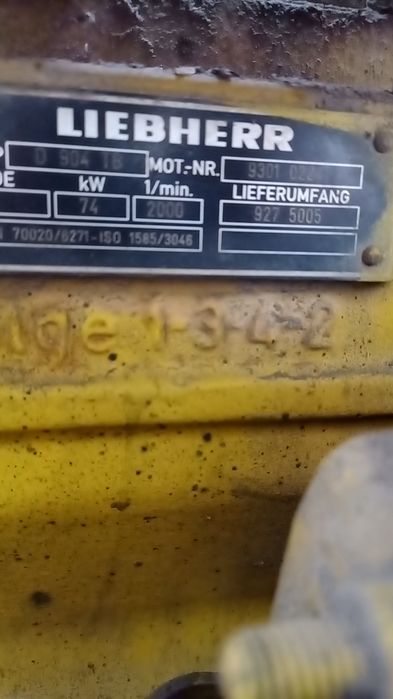 LIEBHERR
D 904 TB MOT.-NR. 9301
kW 1/min. LIEFERUMFANG
74 2000 927 5005
70020/6271-ISO 1585/3046
1-3-4-2